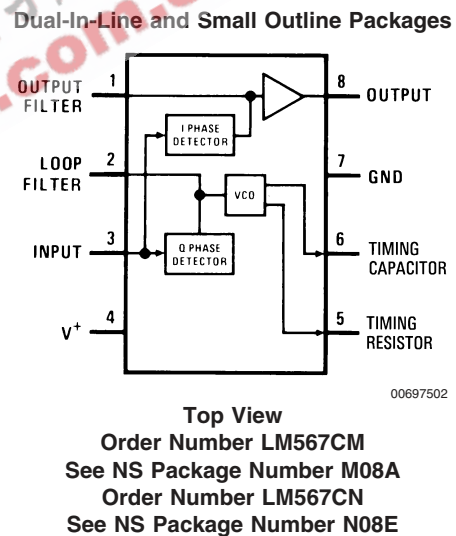 Dual-In-Line and Small Outline Packages
.com.
OUTPUT
FILTER
1
LOOP
FILTER
2
INPUT
3
V+
4
I PHASE
DETECTOR
Q PHASE
DETECTOR
VCO
8
OUTPUT
7
GND
6
TIMING
CAPACITOR
5
TIMING
RESISTOR
00697502
Top View
Order Number LM567CM
See NS Package Number M08A
Order Number LM567CN
See NS Package Number N08E